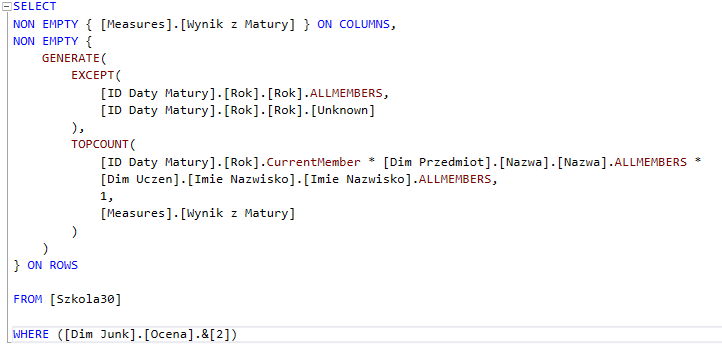 SELECT
NON EMPTY { [Measures].[Wynik z Matury] } ON COLUMNS,
NON EMPTY {
GENERATE(
EXCEPT(
[ID Daty Matury].[Rok].[Rok].ALLMEMBERS,
[ID Daty Matury].[Rok].[Rok].[Unknown]
),
TOPCOUNT(
[ID Daty Matury].[Rok].CurrentMember * [Dim Przedmiot].[Nazwa].[Nazwa].ALLMEMBERS *
[Dim Uczen].[Imie Nazwisko].[Imie Nazwisko].ALLMEMBERS,
1,
[Measures].[Wynik z Matury]
)
)
} ON ROWS
FROM [Szkola30]
WHERE ([Dim Junk].[Ocena].&[2])